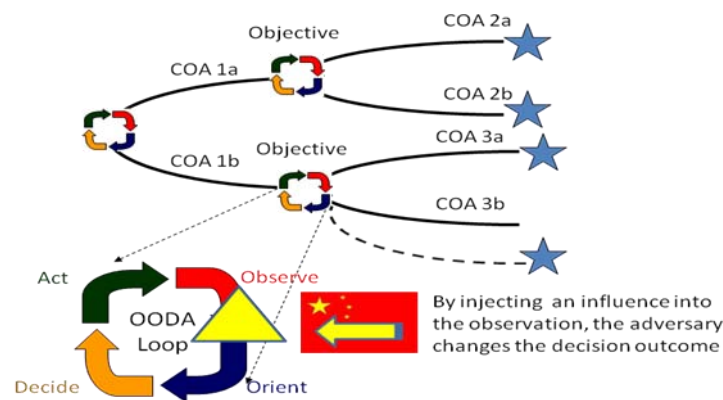 COA 2a
Objective
COA 1a
COA 2b
COA 3a
Objective
COA 1b
COA 3b
Act
Observe
OODA
Loop
Decide
Orient
By injecting an influence into
the observation, the adversary
changes the decision outcome